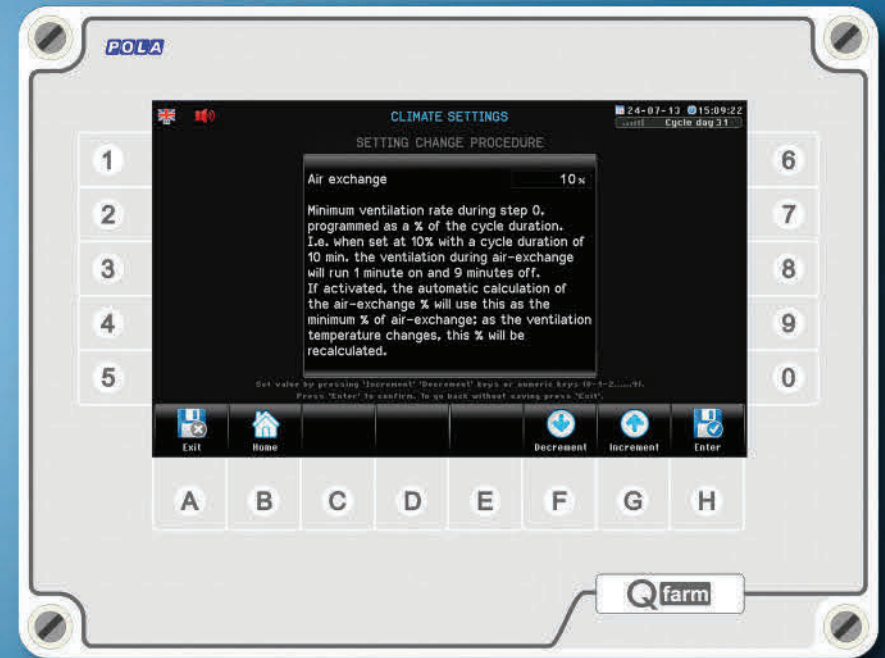 POLA
CLIMATE SETTINGS
24-07-13 15:09:22
Cycle day 31
SETTING CHANGE PROCEDURE
Air exchange 10 %
Minimum ventilation rate during step 0,
programmed as a % of the cycle duration.
I.e. when set at 10% with a cycle duration of
10 min. the ventilation during air-exchange
will run 1 minute on and 9 minutes off.
If activated, the automatic calculation of
the air-exchange % will use this as the
minimum % of air-exchange; as the ventilation
temperature changes, this % will be
recalculated.
Set value by pressing 'Increment' 'Decrement' keys or numeric keys (0-1-2......9).
Press 'Enter' to confirm. To go back without saving press 'Exit'.
Exit Home Decrement Increment Enter
1
2
3
4
5
6
7
8
9
0
A B C D E F G H
Q farm